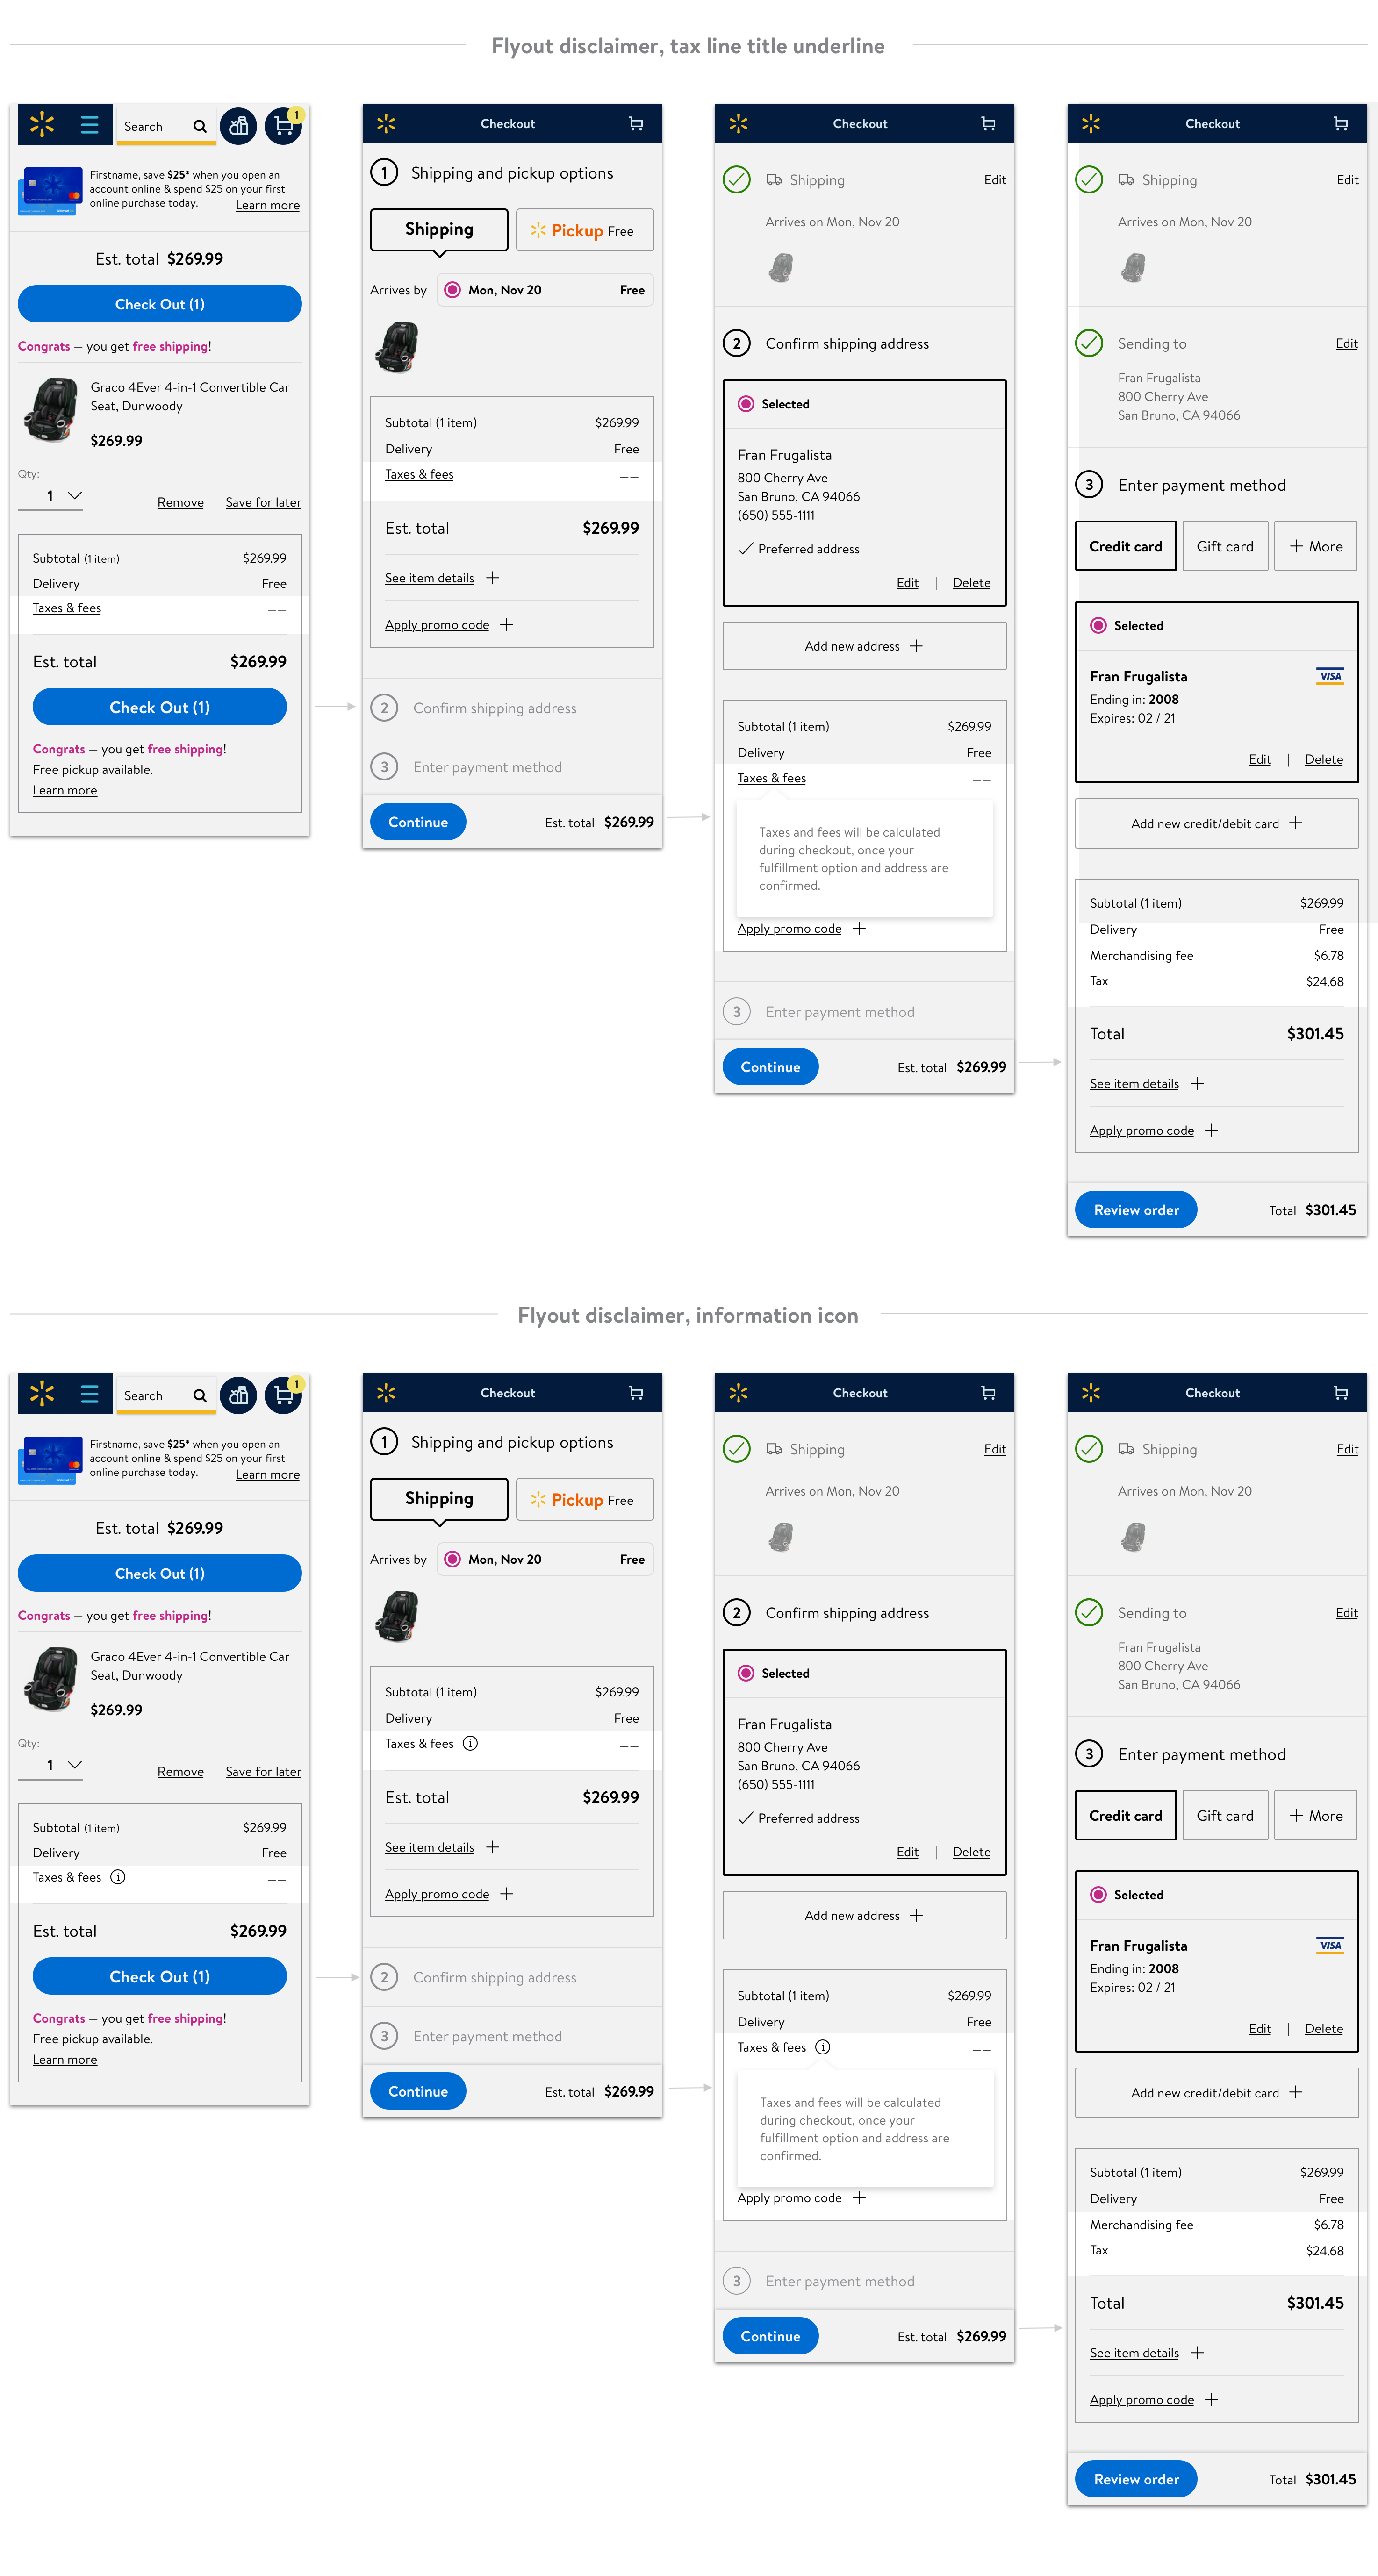 Flyout disclaimer, tax line title underline
Search
1
Firstname, save $25* when you open an
account online & spend $25 on your first
online purchase today.
Learn more
Est. total $269.99
Check Out (1)
Congrats – you get free shipping!
Graco 4Ever 4-in-1 Convertible Car
Seat, Dunwoody
$269.99
Qty:
1
Remove | Save for later
Subtotal (1 item) $269.99
Delivery Free
Taxes & fees ––
Est. total $269.99
Check Out (1)
Congrats – you get free shipping!
Free pickup available.
Learn more
Checkout
1 Shipping and pickup options
Shipping
Pickup Free
Arrives by Mon, Nov 20 Free
Subtotal (1 item) $269.99
Delivery Free
Taxes & fees ––
Est. total $269.99
See item details +
Apply promo code +
2 Confirm shipping address
3 Enter payment method
Continue Est. total $269.99
Checkout
Shipping Edit
Arrives on Mon, Nov 20
2 Confirm shipping address
Selected
Fran Frugalista
800 Cherry Ave
San Bruno, CA 94066
(650) 555-1111
Preferred address
Edit | Delete
Add new address +
Subtotal (1 item) $269.99
Delivery Free
Taxes & fees ––
Taxes and fees will be calculated
during checkout, once your
fulfillment option and address are
confirmed.
Apply promo code +
3 Enter payment method
Continue Est. total $269.99
Checkout
Shipping Edit
Arrives on Mon, Nov 20
Sending to Edit
Fran Frugalista
800 Cherry Ave
San Bruno, CA 94066
3 Enter payment method
Credit card
Gift card
+ More
Selected
Fran Frugalista VISA
Ending in: 2008
Expires: 02 / 21
Edit | Delete
Add new credit/debit card +
Subtotal (1 item) $269.99
Delivery Free
Merchandising fee $6.78
Tax $24.68
Total $301.45
See item details +
Apply promo code +
Review order Total $301.45
Flyout disclaimer, information icon
Search
1
Firstname, save $25* when you open an
account online & spend $25 on your first
online purchase today.
Learn more
Est. total $269.99
Check Out (1)
Congrats – you get free shipping!
Graco 4Ever 4-in-1 Convertible Car
Seat, Dunwoody
$269.99
Qty:
1
Remove | Save for later
Subtotal (1 item) $269.99
Delivery Free
Taxes & fees i ––
Est. total $269.99
Check Out (1)
Congrats – you get free shipping!
Free pickup available.
Learn more
Checkout
1 Shipping and pickup options
Shipping
Pickup Free
Arrives by Mon, Nov 20 Free
Subtotal (1 item) $269.99
Delivery Free
Taxes & fees i ––
Est. total $269.99
See item details +
Apply promo code +
2 Confirm shipping address
3 Enter payment method
Continue Est. total $269.99
Checkout
Shipping Edit
Arrives on Mon, Nov 20
2 Confirm shipping address
Selected
Fran Frugalista
800 Cherry Ave
San Bruno, CA 94066
(650) 555-1111
Preferred address
Edit | Delete
Add new address +
Subtotal (1 item) $269.99
Delivery Free
Taxes & fees i ––
Taxes and fees will be calculated
during checkout, once your
fulfillment option and address are
confirmed.
Apply promo code +
3 Enter payment method
Continue Est. total $269.99
Checkout
Shipping Edit
Arrives on Mon, Nov 20
Sending to Edit
Fran Frugalista
800 Cherry Ave
San Bruno, CA 94066
3 Enter payment method
Credit card
Gift card
+ More
Selected
Fran Frugalista VISA
Ending in: 2008
Expires: 02 / 21
Edit | Delete
Add new credit/debit card +
Subtotal (1 item) $269.99
Delivery Free
Merchandising fee $6.78
Tax $24.68
Total $301.45
See item details +
Apply promo code +
Review order Total $301.45